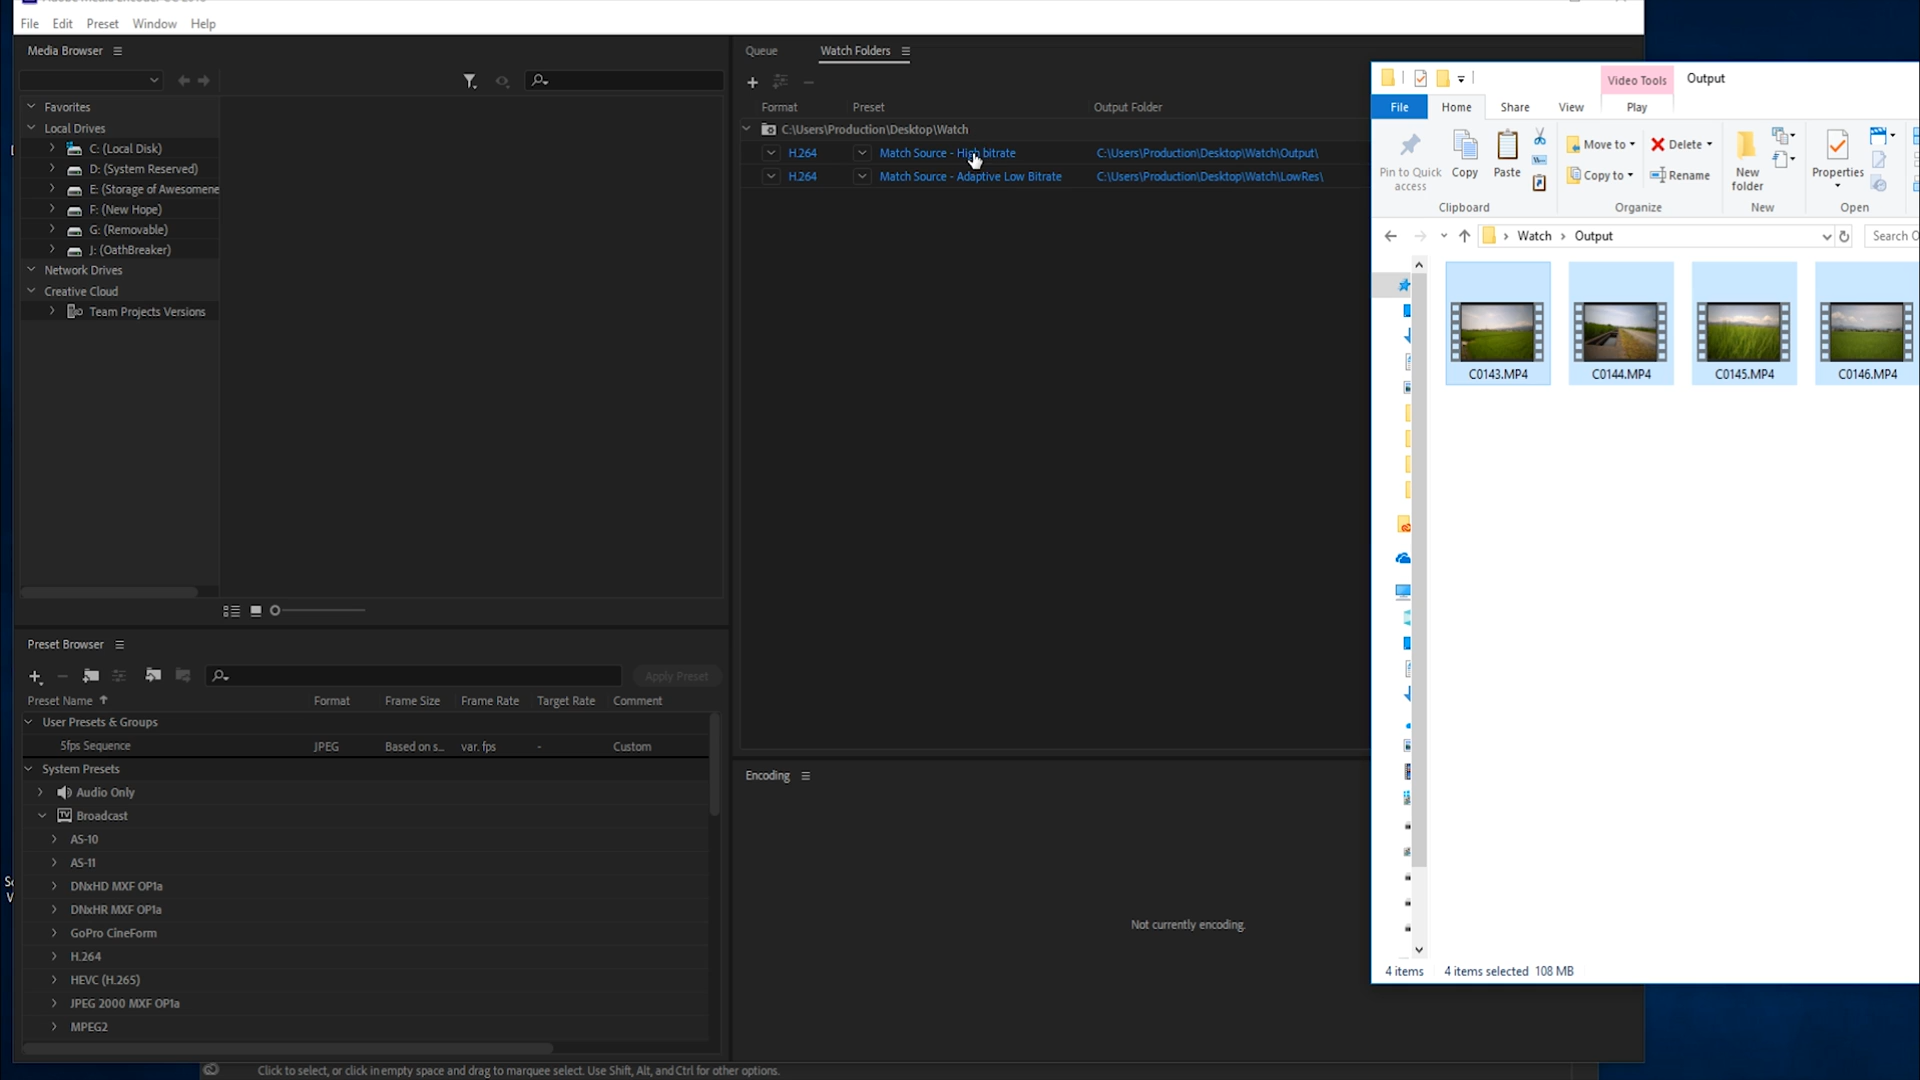 File Edit Preset Window Help
Media Browser
Favorites
Local Drives
C: (Local Disk)
D: (System Reserved)
E: (Storage of Awesomene
F: (New Hope)
G: (Removable)
J: (OathBreaker)
Network Drives
Creative Cloud
Team Projects Versions
Queue Watch Folders
Format Preset Output Folder
C:\Users\Production\Desktop\Watch
H.264 Match Source - High bitrate C:\Users\Production\Desktop\Watch\Output\
H.264 Match Source - Adaptive Low Bitrate C:\Users\Production\Desktop\Watch\LowRes\
Video Tools Output
File Home Share View Play
Pin to Quick access
Copy
Paste
Clipboard
Move to
Copy to
Delete
Rename
Organize
New folder
New
Properties
Open
Watch Output
Search O
C0143.MP4 C0144.MP4 C0145.MP4 C0146.MP4
4 items 4 items selected 108 MB
Preset Browser
Apply Preset
Preset Name Format Frame Size Frame Rate Target Rate Comment
User Presets & Groups
5fps Sequence JPEG Based on s... var. fps - Custom
System Presets
Audio Only
TV Broadcast
AS-10
AS-11
DNxHD MXF OP1a
DNxHR MXF OP1a
GoPro CineForm
H.264
HEVC (H.265)
JPEG 2000 MXF OP1a
MPEG2
Encoding
Not currently encoding.
Click to select, or click in empty space and drag to marquee select. Use Shift, Alt, and Ctrl for other options.